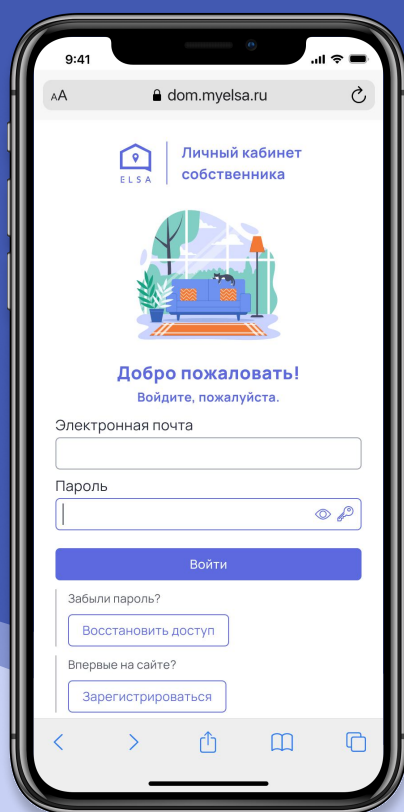 9:41
AA
dom.myelsa.ru
ELSA
Личный кабинет
собственника
Добро пожаловать!
Войдите, пожалуйста.
Электронная почта
Пароль
Войти
Забыли пароль?
Восстановить доступ
Впервые на сайте?
Зарегистрироваться